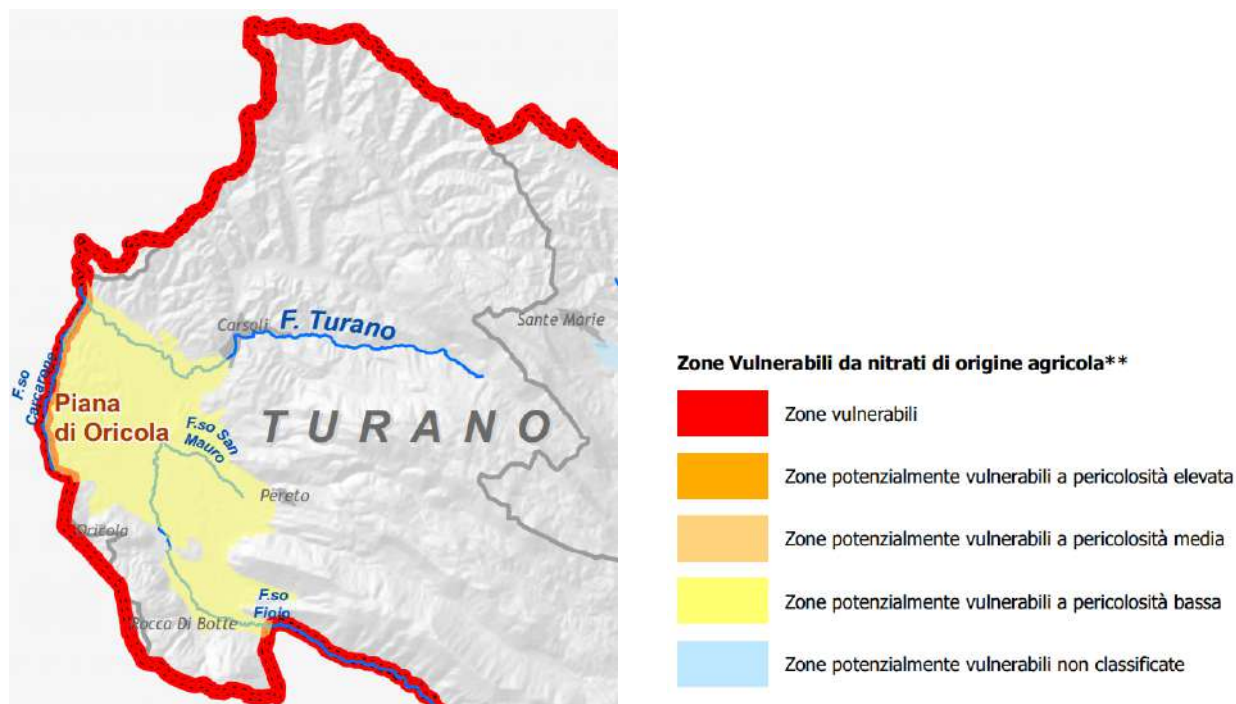 Carsoli
F. Turano
Sante Marie
F.so
Carcarone
Piana
di Oricola
F.so San
Mauro
TURANO
Pereto
Oricola
F.so
Fioio
Rocca Di Botte
Zone Vulnerabili da nitrati di origine agricola**
Zone vulnerabili
Zone potenzialmente vulnerabili a pericolosità elevata
Zone potenzialmente vulnerabili a pericolosità media
Zone potenzialmente vulnerabili a pericolosità bassa
Zone potenzialmente vulnerabili non classificate